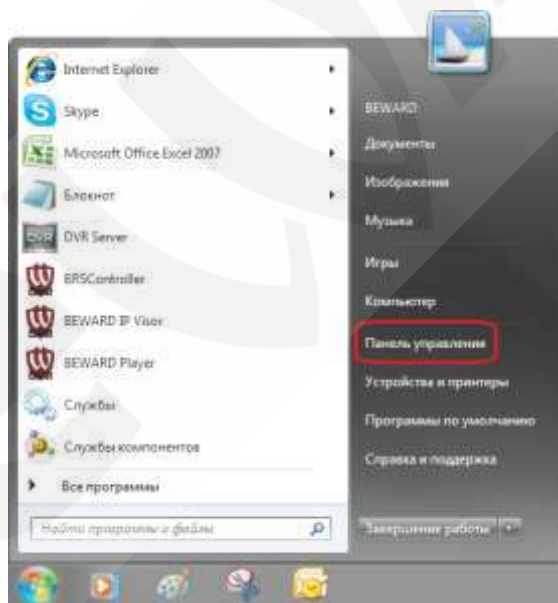 Internet Explorer
Skype
Microsoft Office Excel 2007
Блокнот
DVR Server
BRSController
BEWARD IP Visor
BEWARD Player
Службы
Службы компонентов
Все программы
Найти программы и файлы
BEWARD
Документы
Изображения
Музыка
Игры
Компьютер
Панель управления
Устройства и принтеры
Программы по умолчанию
Справка и поддержка
Завершение работы